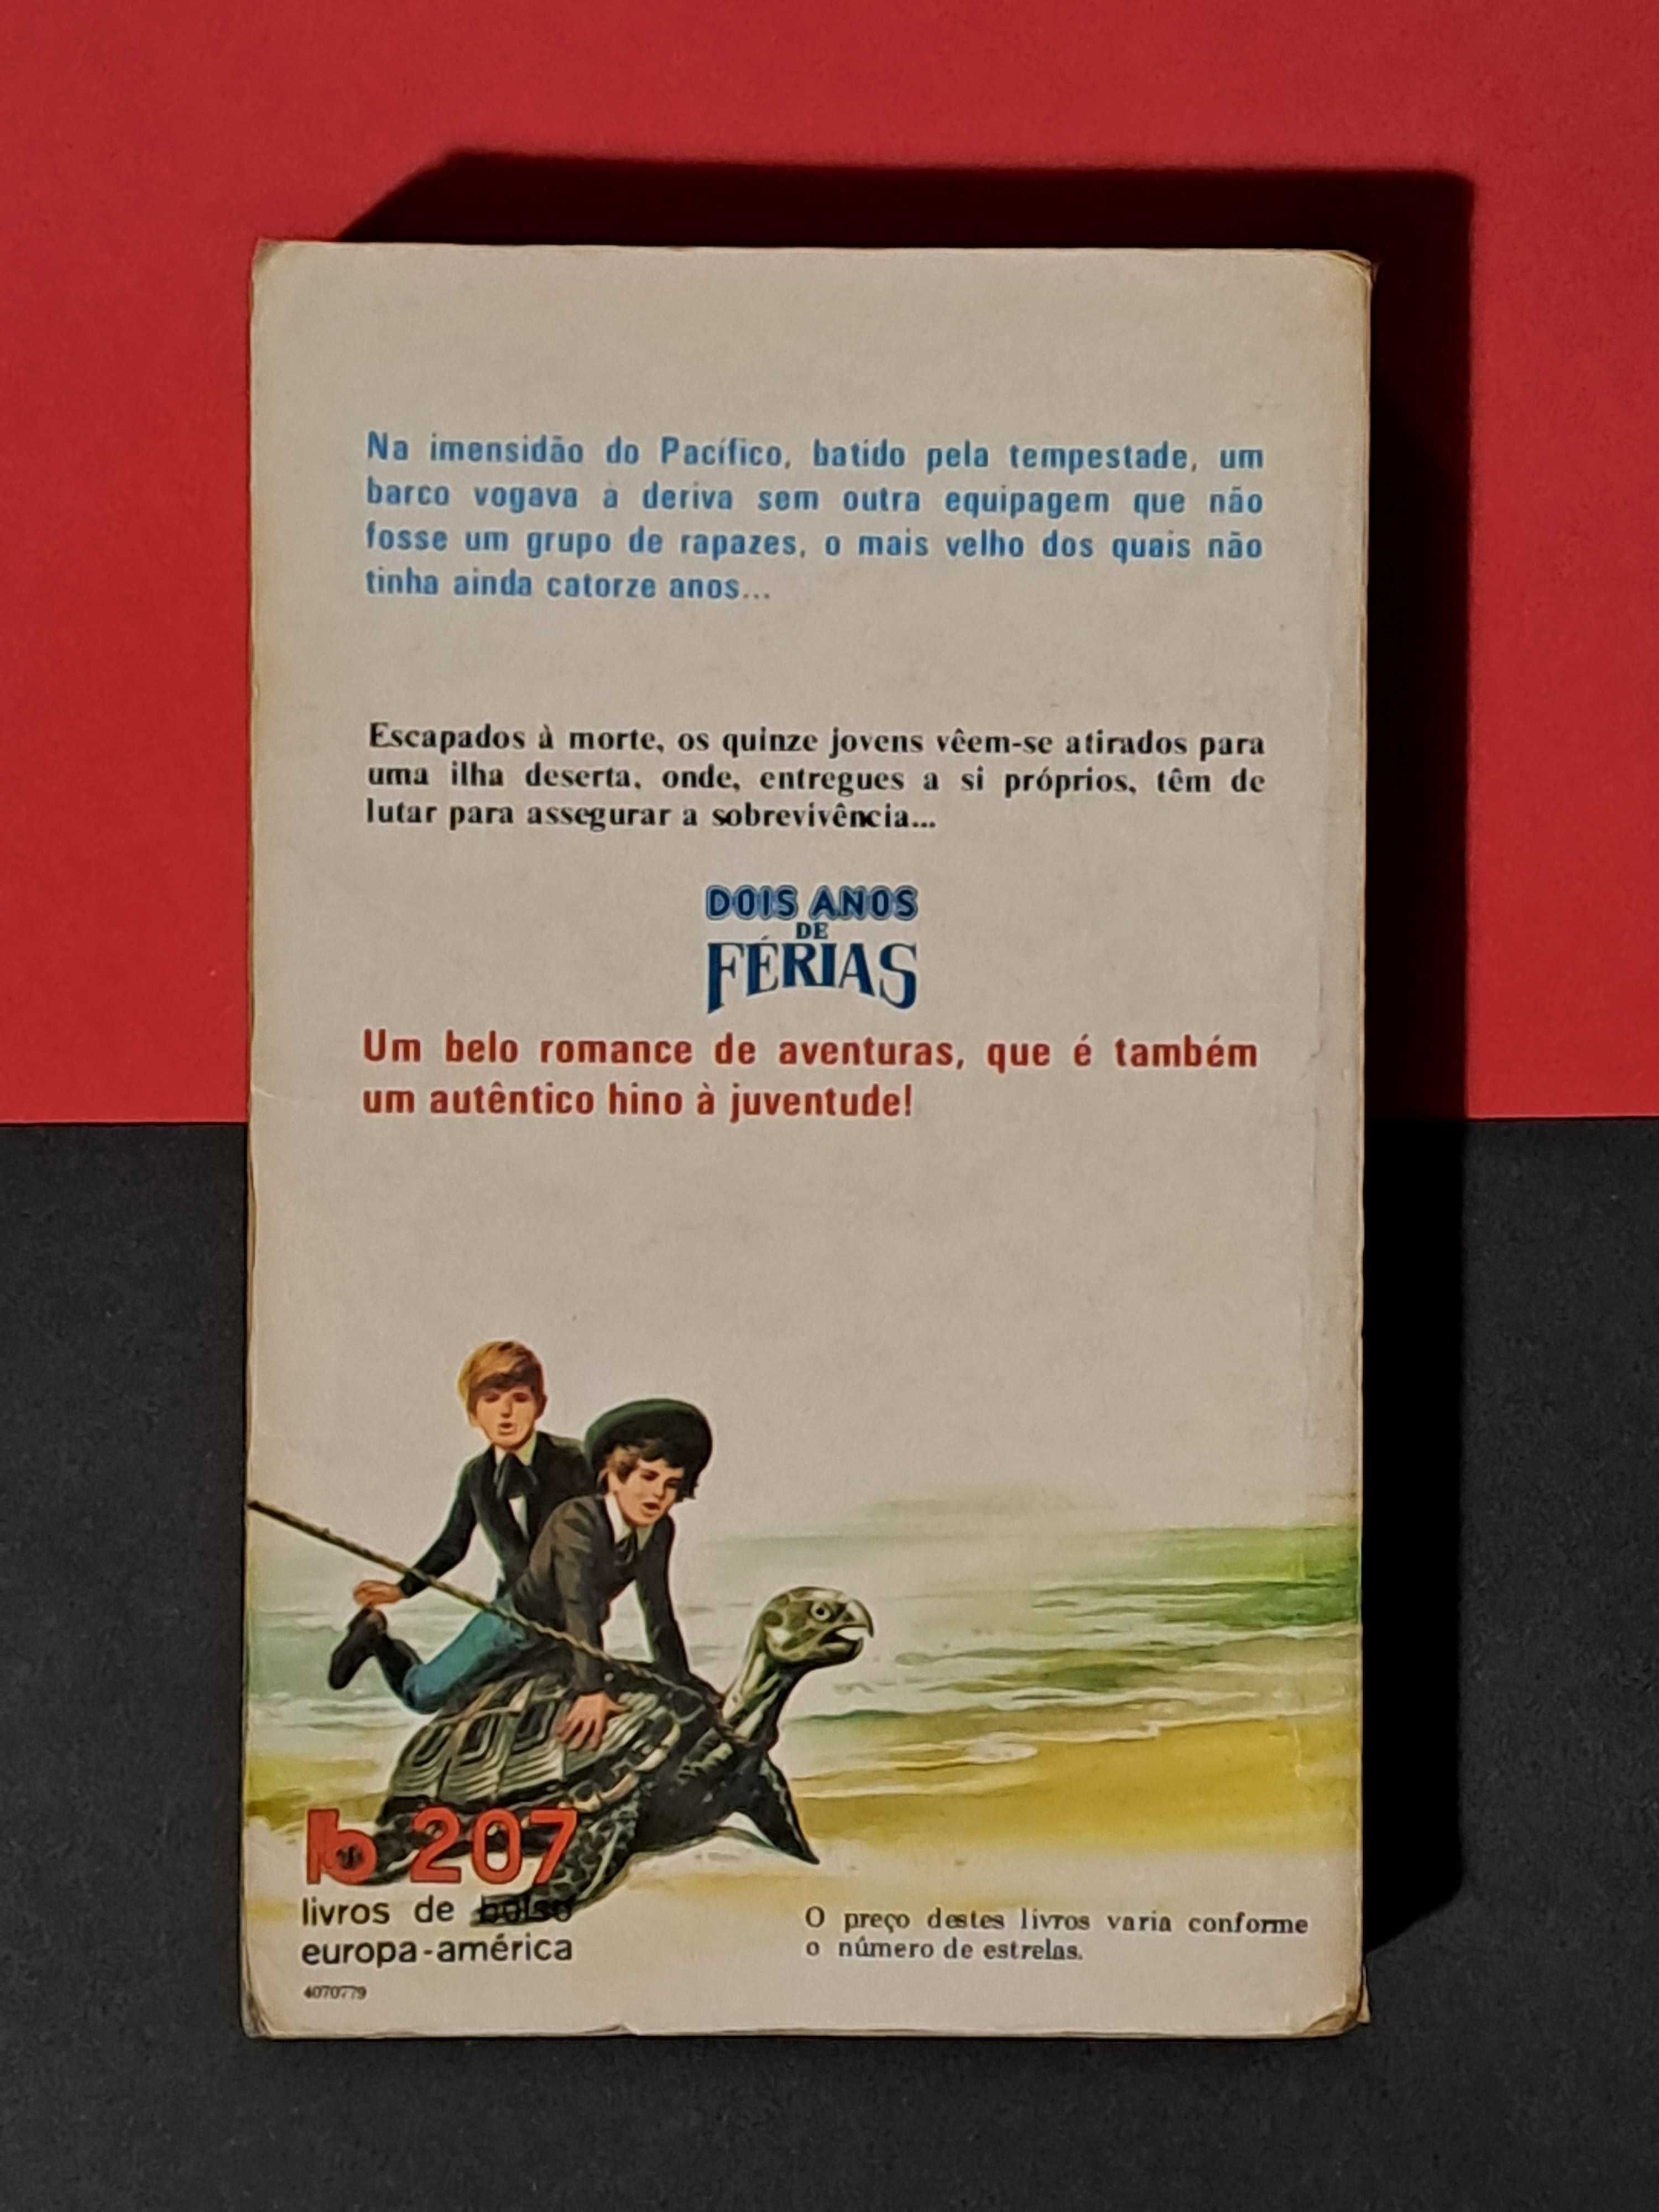 Na imensidão do Pacífico, batido pela tempestade, um
barco vogava à deriva sem outra equipagem que não
fosse um grupo de rapazes, o mais velho dos quais não
tinha ainda catorze anos...
Escapados à morte, os quinze jovens vêem-se atirados para
uma ilha deserta, onde, entregues a si próprios, têm de
lutar para assegurar a sobrevivência...
DOIS ANOS
DE
FÉRIAS
Um belo romance de aventuras, que é também
um autêntico hino à juventude!
lb 207
livros de bolso
europa-américa
4070779
O preço destes livros varia conforme
o número de estrelas.